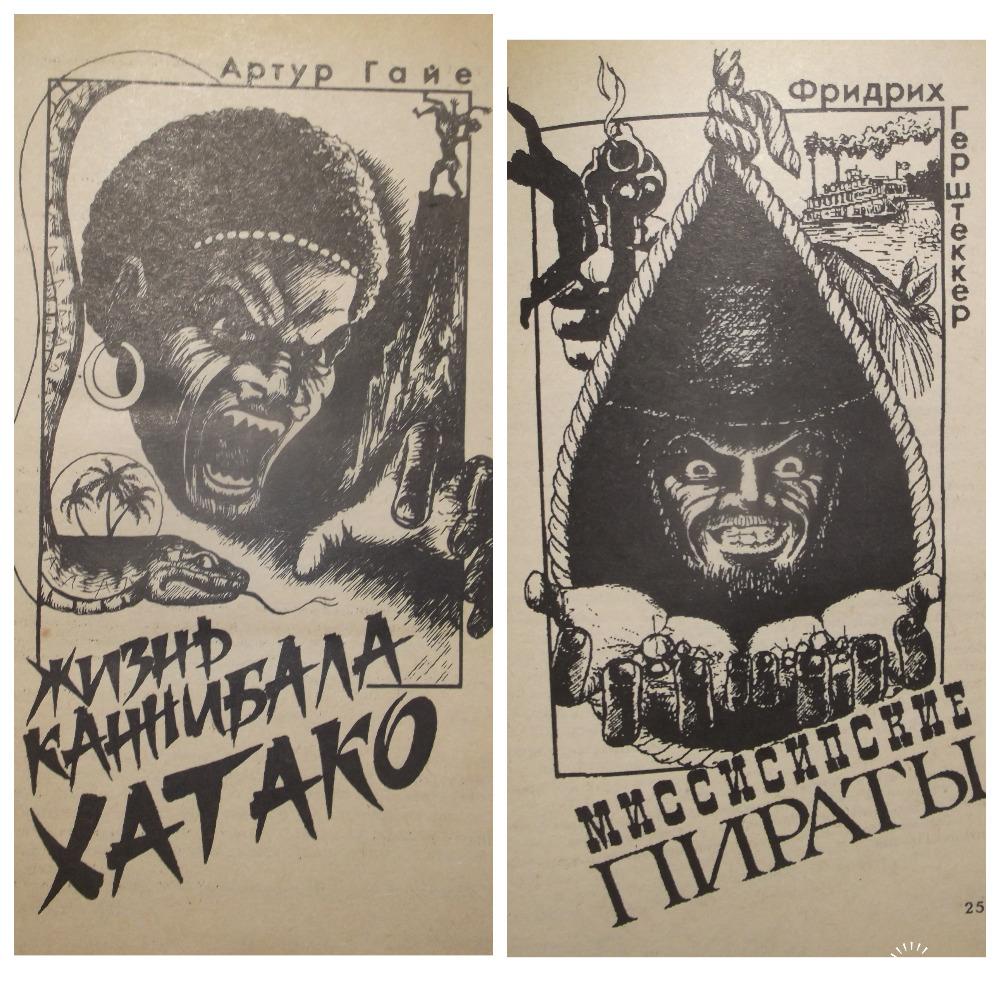 Артур Гайе
ЖИЗНЬ
КАННИБАЛА
ХАТАКО
Фридрих
Герштеккер
МИССИСИПСКИЕ
ПИРАТЫ
25